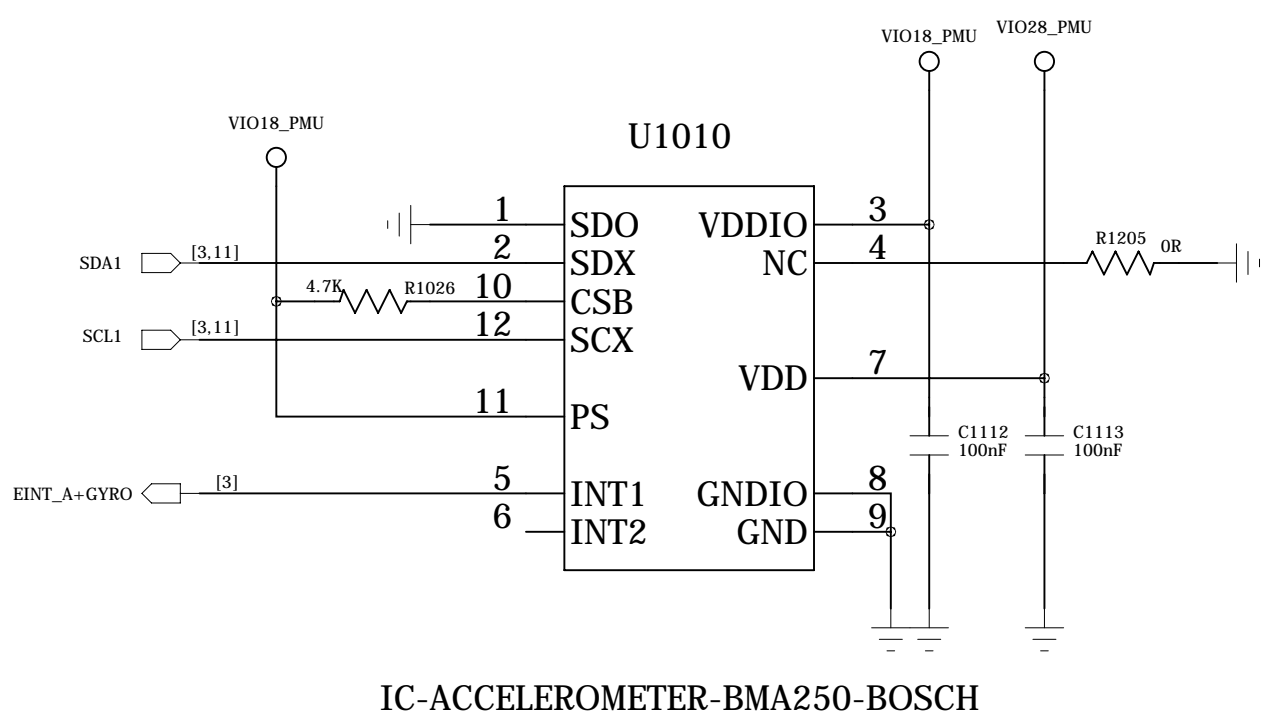 VIO18_PMU VIO28_PMU
VIO18_PMU
U1010
1 SDO VDDIO 3
SDA1 [3,11] 2 SDX NC 4 R1205 0R
4.7K R1026 10 CSB
SCL1 [3,11] 12 SCX
VDD 7
11 PS
C1112 C1113
100nF 100nF
EINT_A+GYRO [3] 5 INT1 GNDIO 8
6 INT2 GND 9
IC-ACCELEROMETER-BMA250-BOSCH